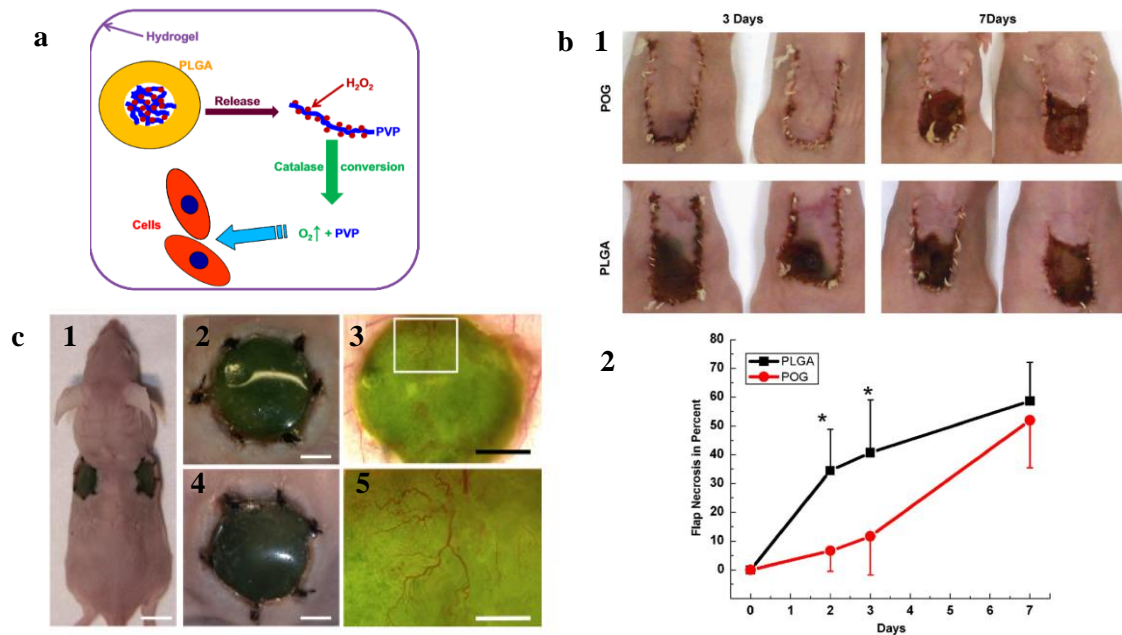 a
Hydrogel
PLGA
Release
H₂O₂
PVP
Catalase conversion
Cells
O₂↑ + PVP
b 1
3 Days 7Days
POG
PLGA
c
1 2 3
4 5
2
80
70
60
50
40
30
20
10
0
Flap Necrosis in Percent
PLGA
POG
* *
0 1 2 3 4 5 6 7
Days